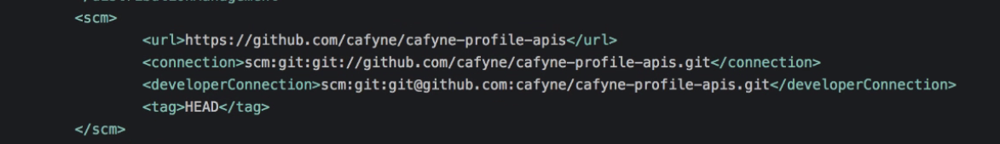 <scm>
<url>https://github.com/cafyne/cafyne-profile-apis</url>
<connection>scm:git:git://github.com/cafyne/cafyne-profile-apis.git</connection>
<developerConnection>scm:git:git@github.com:cafyne/cafyne-profile-apis.git</developerConnection>
<tag>HEAD</tag>
</scm>